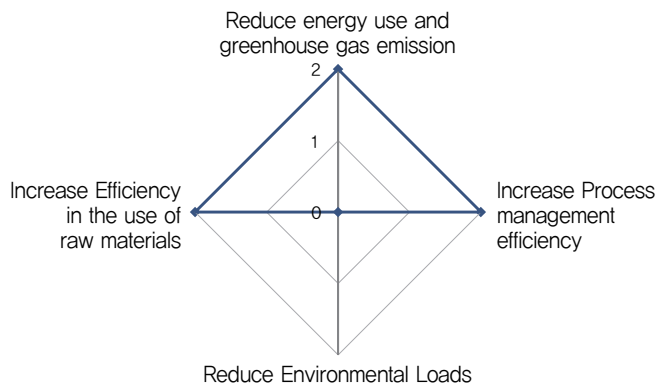 Reduce energy use and
greenhouse gas emission
2
1
0
Increase Efficiency
in the use of
raw materials
Increase Process
management
efficiency
Reduce Environmental Loads